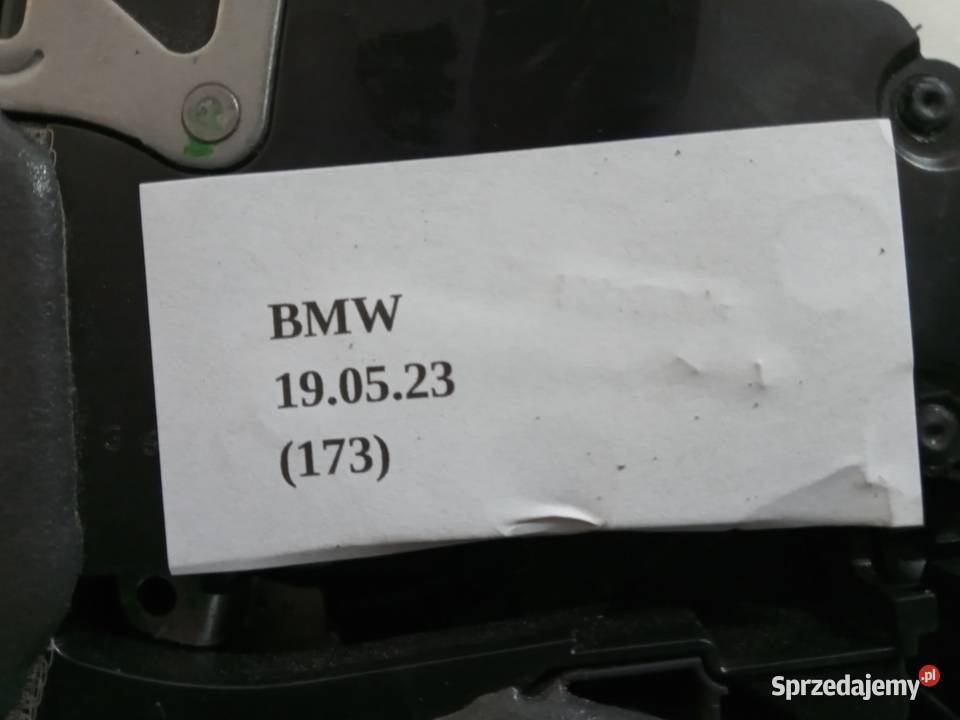 BMW
19.05.23
(173)
Sprzedajemy.pl